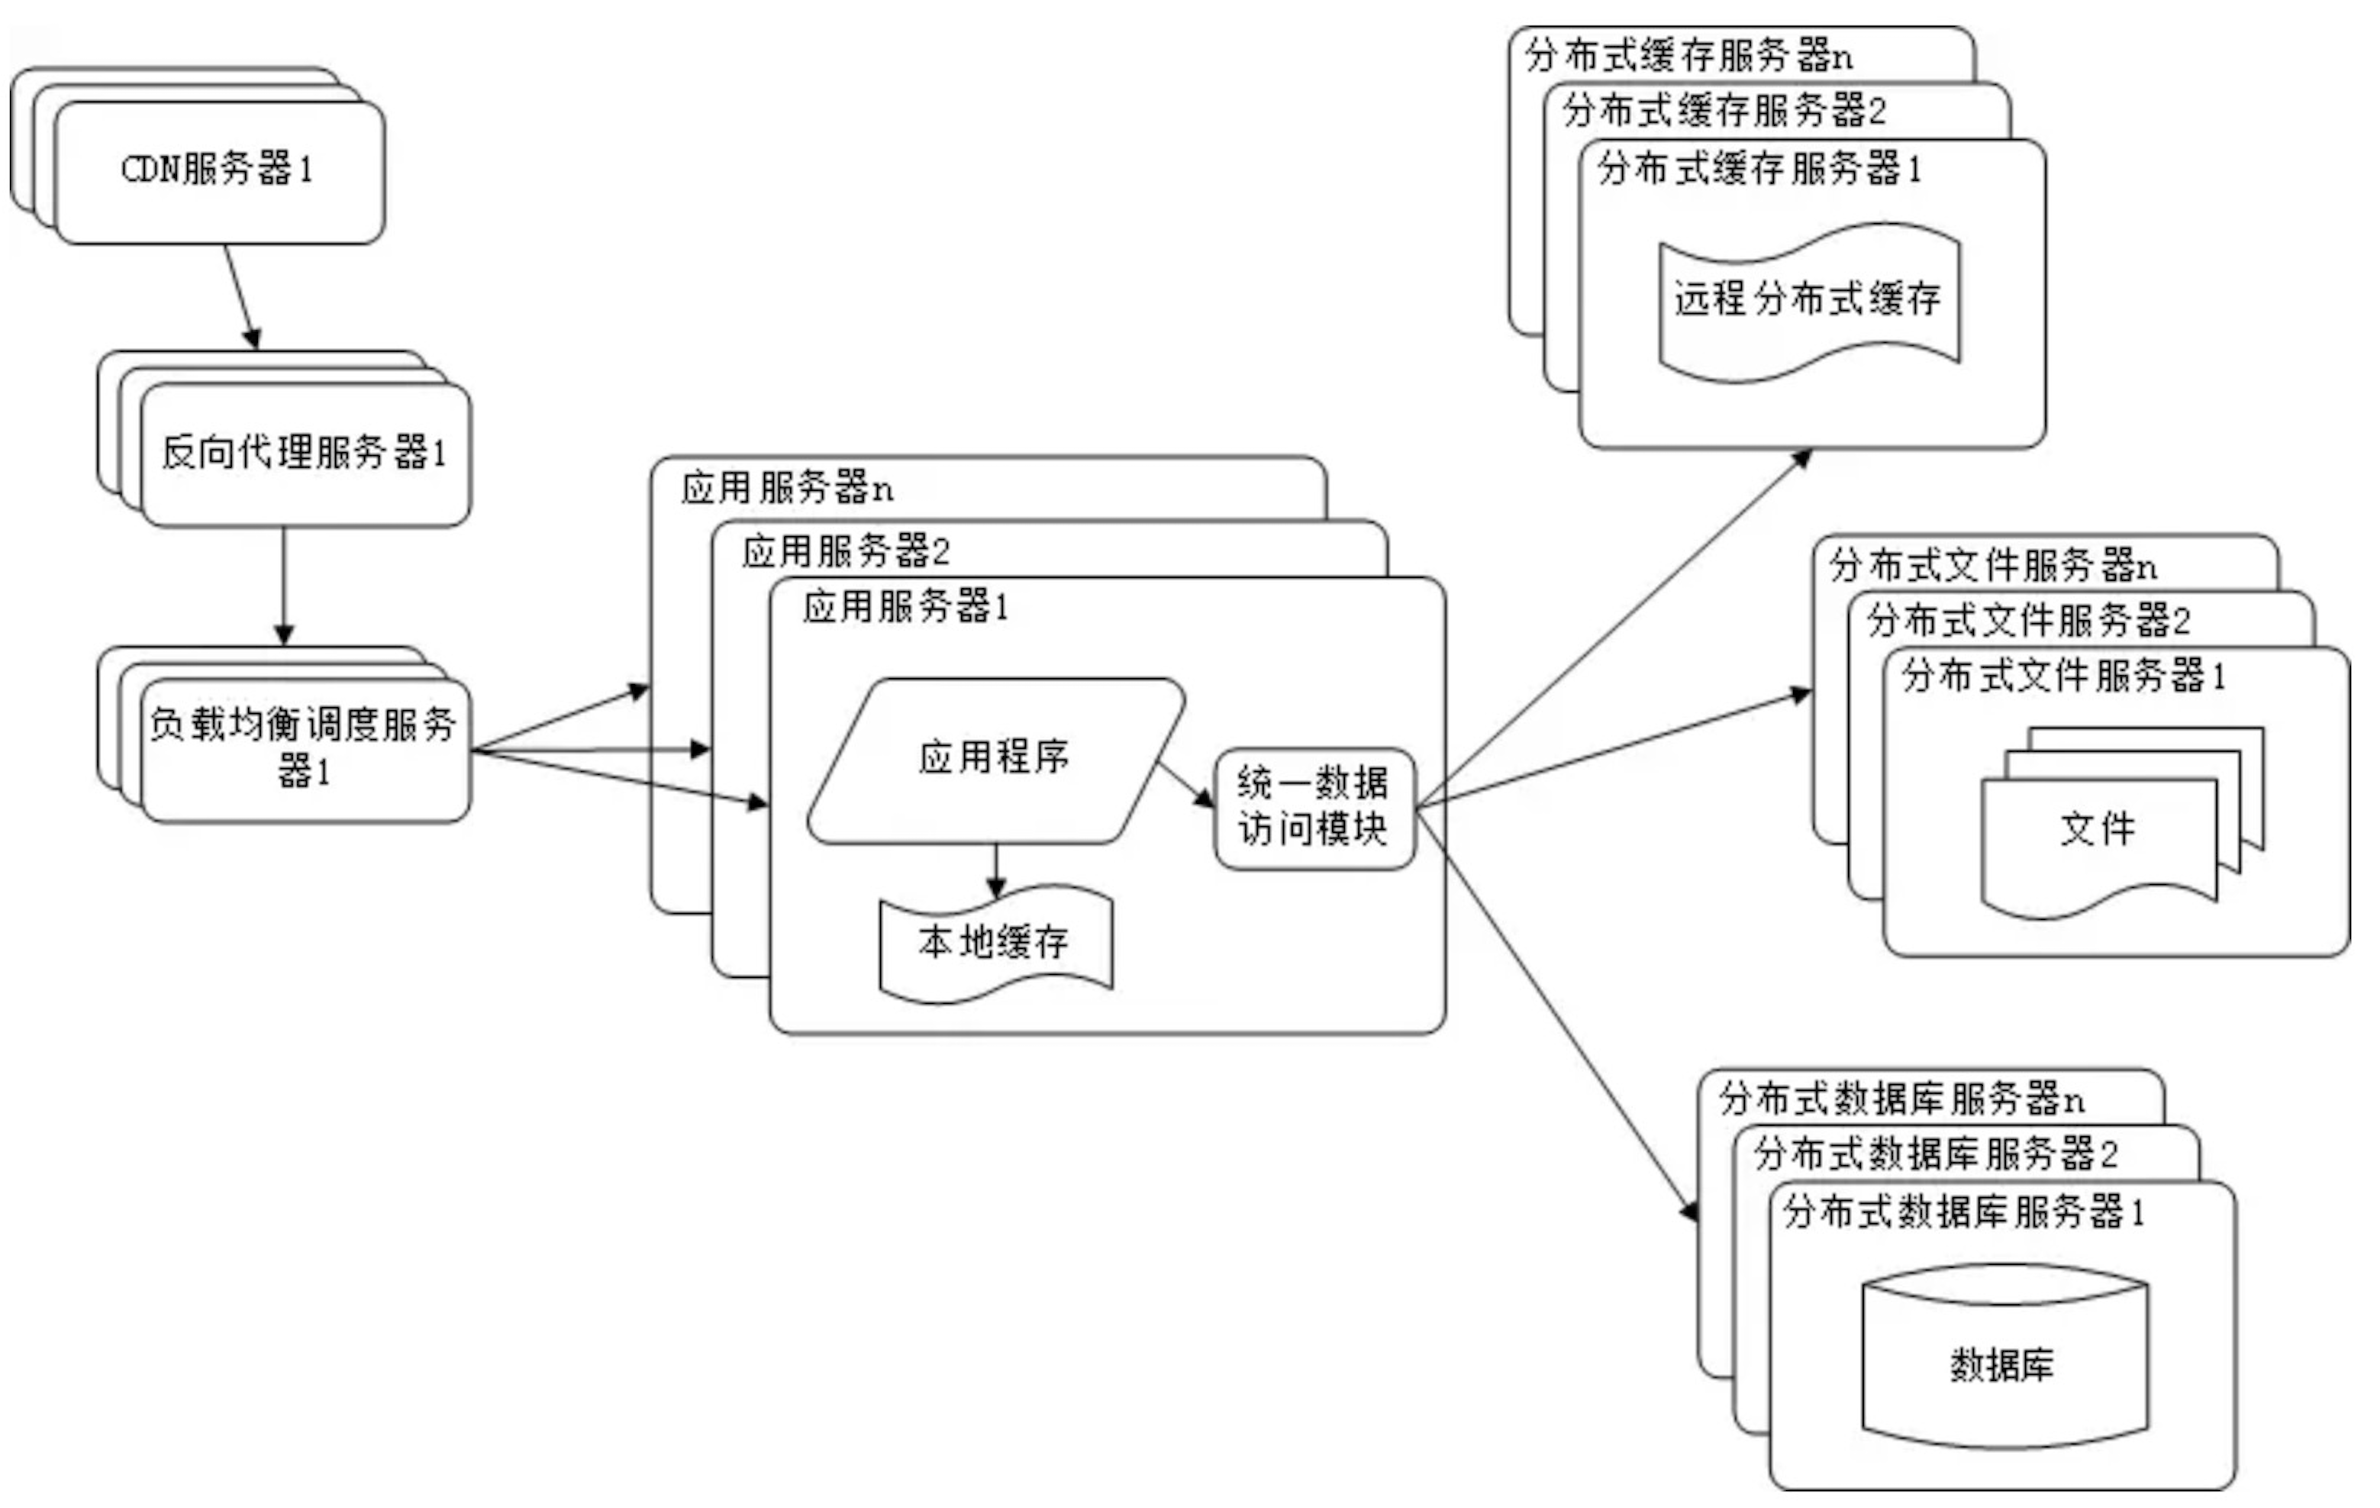 CDN服务器1
反向代理服务器1
负载均衡调度服务
器1
应用服务器n
应用服务器2
应用服务器1
应用程序
统一数据
访问模块
本地缓存
分布式缓存服务器n
分布式缓存服务器2
分布式缓存服务器1
远程分布式缓存
分布式文件服务器n
分布式文件服务器2
分布式文件服务器1
文件
分布式数据库服务器n
分布式数据库服务器2
分布式数据库服务器1
数据库